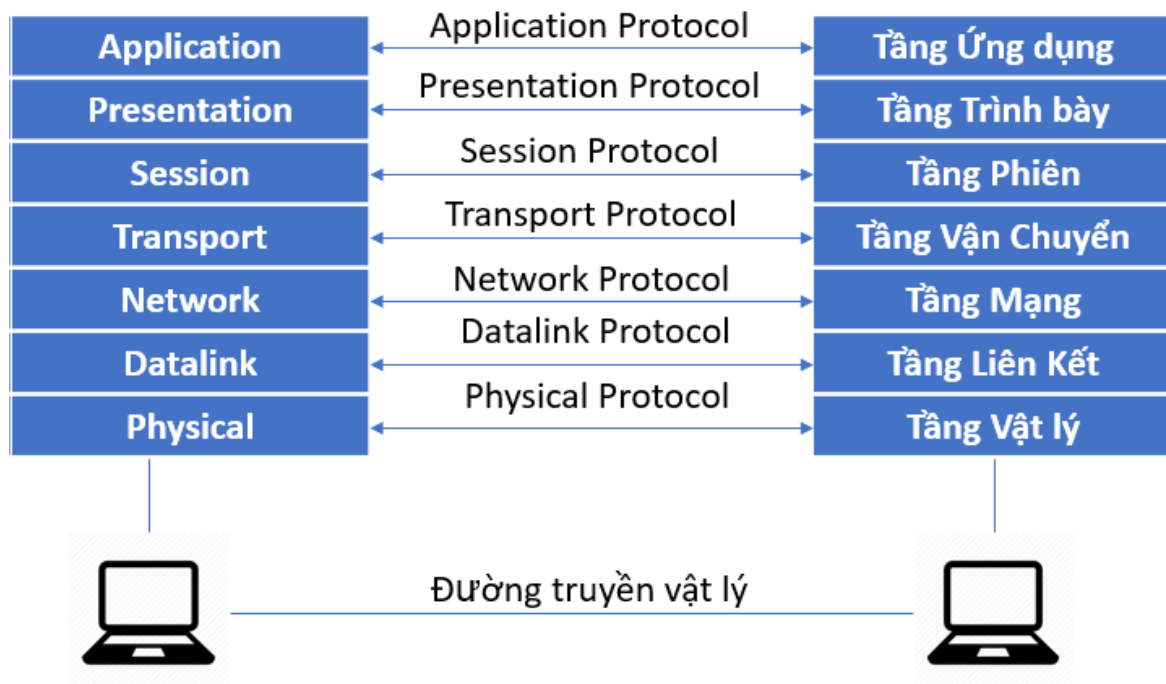 Application
Application Protocol
Tầng Ứng dụng
Presentation
Presentation Protocol
Tầng Trình bày
Session
Session Protocol
Tầng Phiên
Transport
Transport Protocol
Tầng Vận Chuyển
Network
Network Protocol
Tầng Mạng
Datalink
Datalink Protocol
Tầng Liên Kết
Physical
Physical Protocol
Tầng Vật lý
Đường truyền vật lý